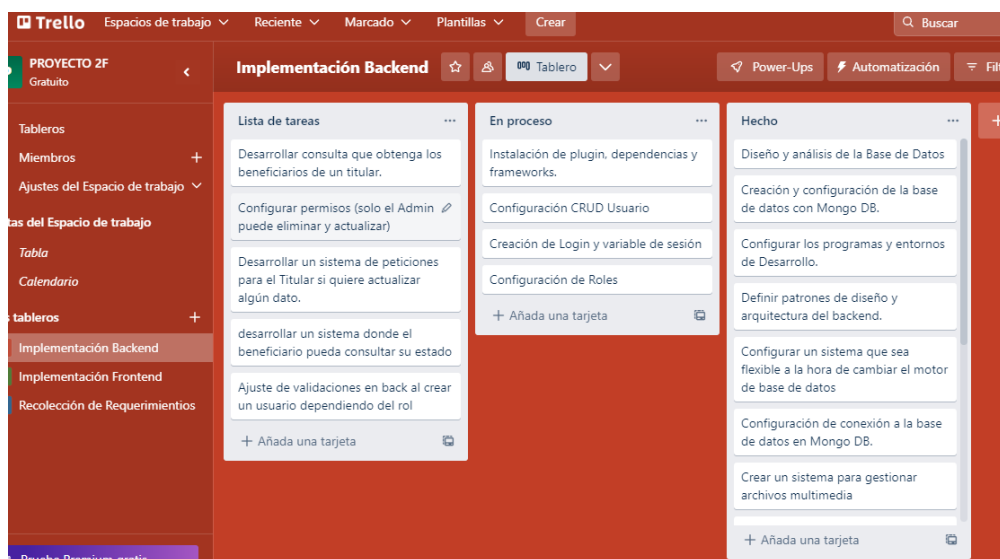 Trello Espacios de trabajo Reciente Marcado Plantillas Crear Buscar
PROYECTO 2F
Gratuito
Tableros
Miembros
Ajustes del Espacio de trabajo
tas del Espacio de trabajo
Tabla
Calendario
s tableros
Implementación Backend
Implementación Frontend
Recolección de Requerimientios
Implementación Backend Tablero Power-Ups Automatización Filt
Lista de tareas
Desarrollar consulta que obtenga los
beneficiarios de un titular.
Configurar permisos (solo el Admin
puede eliminar y actualizar)
Desarrollar un sistema de peticiones
para el Titular si quiere actualizar
algún dato.
desarrollar un sistema donde el
beneficiario pueda consultar su estado
Ajuste de validaciones en back al crear
un usuario dependiendo del rol
+ Añada una tarjeta
En proceso
Instalación de plugin, dependencias y
frameworks.
Configuración CRUD Usuario
Creación de Login y variable de sesión
Configuración de Roles
+ Añada una tarjeta
Hecho
Diseño y análisis de la Base de Datos
Creación y configuración de la base
de datos con Mongo DB.
Configurar los programas y entornos
de Desarrollo.
Definir patrones de diseño y
arquitectura del backend.
Configurar un sistema que sea
flexible a la hora de cambiar el motor
de base de datos
Configuración de conexión a la base
de datos en Mongo DB.
Crear un sistema para gestionar
archivos multimedia
+ Añada una tarjeta